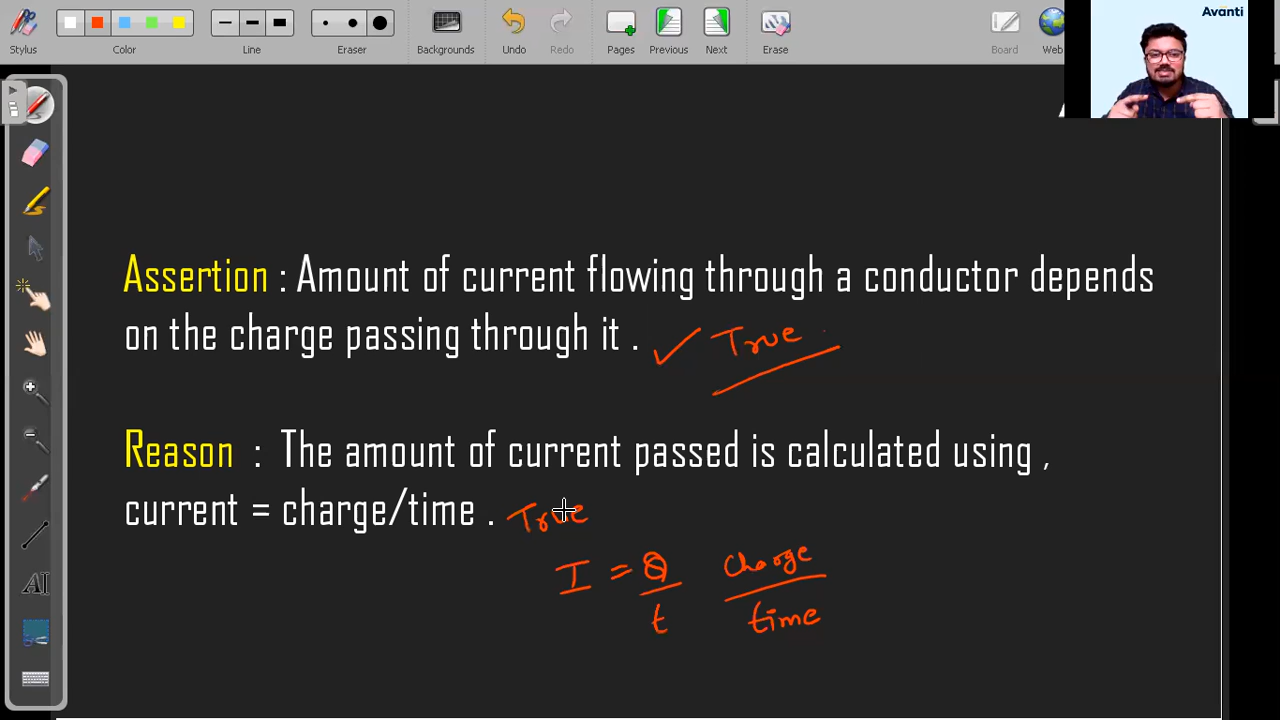 Stylus
Color
Line
Eraser
Backgrounds
Undo
Redo
Pages
Previous
Next
Erase
Board
Web
Avanti
Assertion : Amount of current flowing through a conductor depends
on the charge passing through it . ✓ True
Reason : The amount of current passed is calculated using ,
current = charge/time . True
I = Q/t charge/time